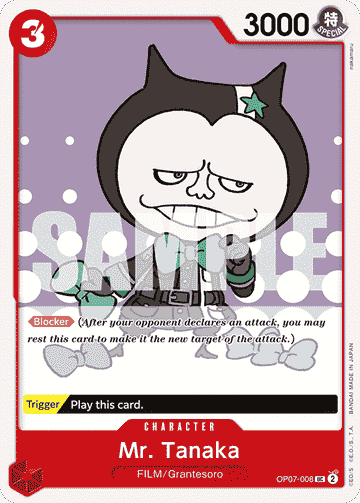 3
3000
特
SPECIAL
nakamaru
SAMPLE
Blocker (After your opponent declares an attack, you may
rest this card to make it the new target of the attack.)
Trigger Play this card.
CHARACTER
Mr. Tanaka
FILM/Grantesoro
OP07-008 UC 2
BANDAI MADE IN JAPAN